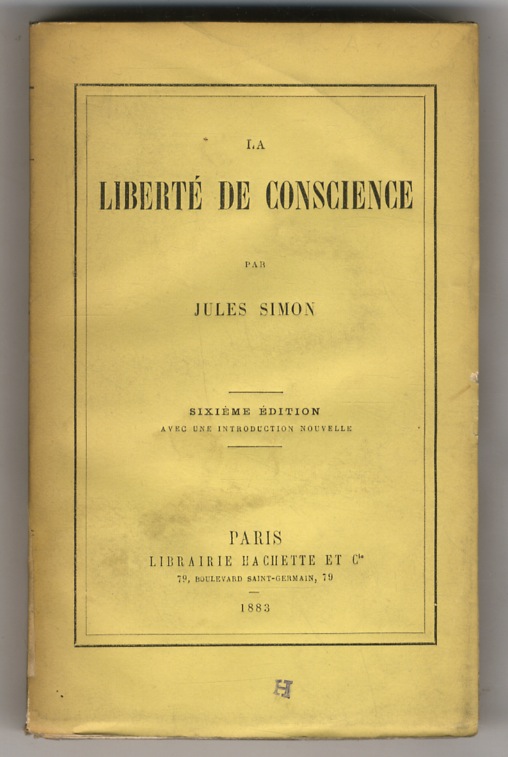 LA
LIBERTÉ DE CONSCIENCE
PAR
JULES SIMON
SIXIÈME ÉDITION
AVEC UNE INTRODUCTION NOUVELLE
PARIS
LIBRAIRIE HACHETTE ET Cie
79, BOULEVARD SAINT-GERMAIN, 79
1883
H